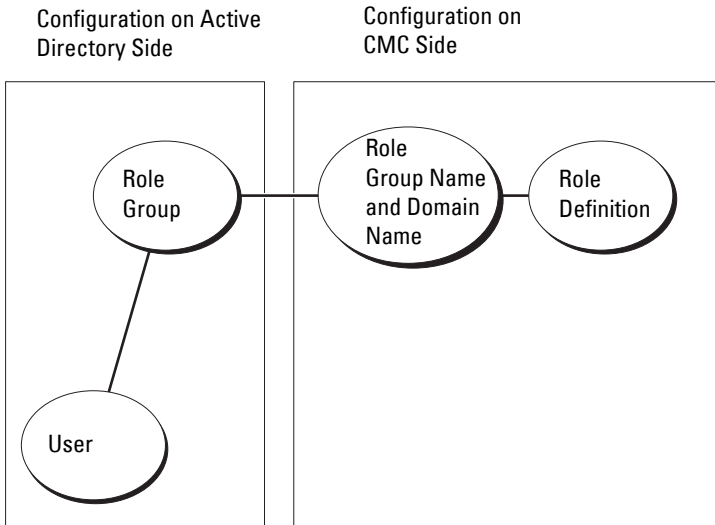 Configuration on Active
Directory Side
Configuration on
CMC Side
Role
Group
Role
Group Name
and Domain
Name
Role
Definition
User